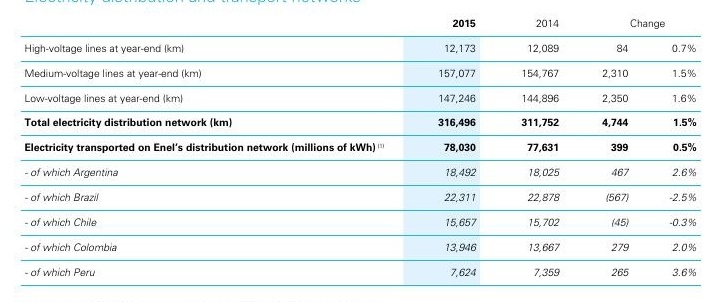 Electricity distribution and transport networks
2015 2014 Change
High-voltage lines at year-end (km) 12,173 12,089 84 0.7%
Medium-voltage lines at year-end (km) 157,077 154,767 2,310 1.5%
Low-voltage lines at year-end (km) 147,246 144,896 2,350 1.6%
Total electricity distribution network (km) 316,496 311,752 4,744 1.5%
Electricity transported on Enel's distribution network (millions of kWh) (1) 78,030 77,631 399 0.5%
- of which Argentina 18,492 18,025 467 2.6%
- of which Brazil 22,311 22,878 (567) -2.5%
- of which Chile 15,657 15,702 (45) -0.3%
- of which Colombia 13,946 13,667 279 2.0%
- of which Peru 7,624 7,359 265 3.6%